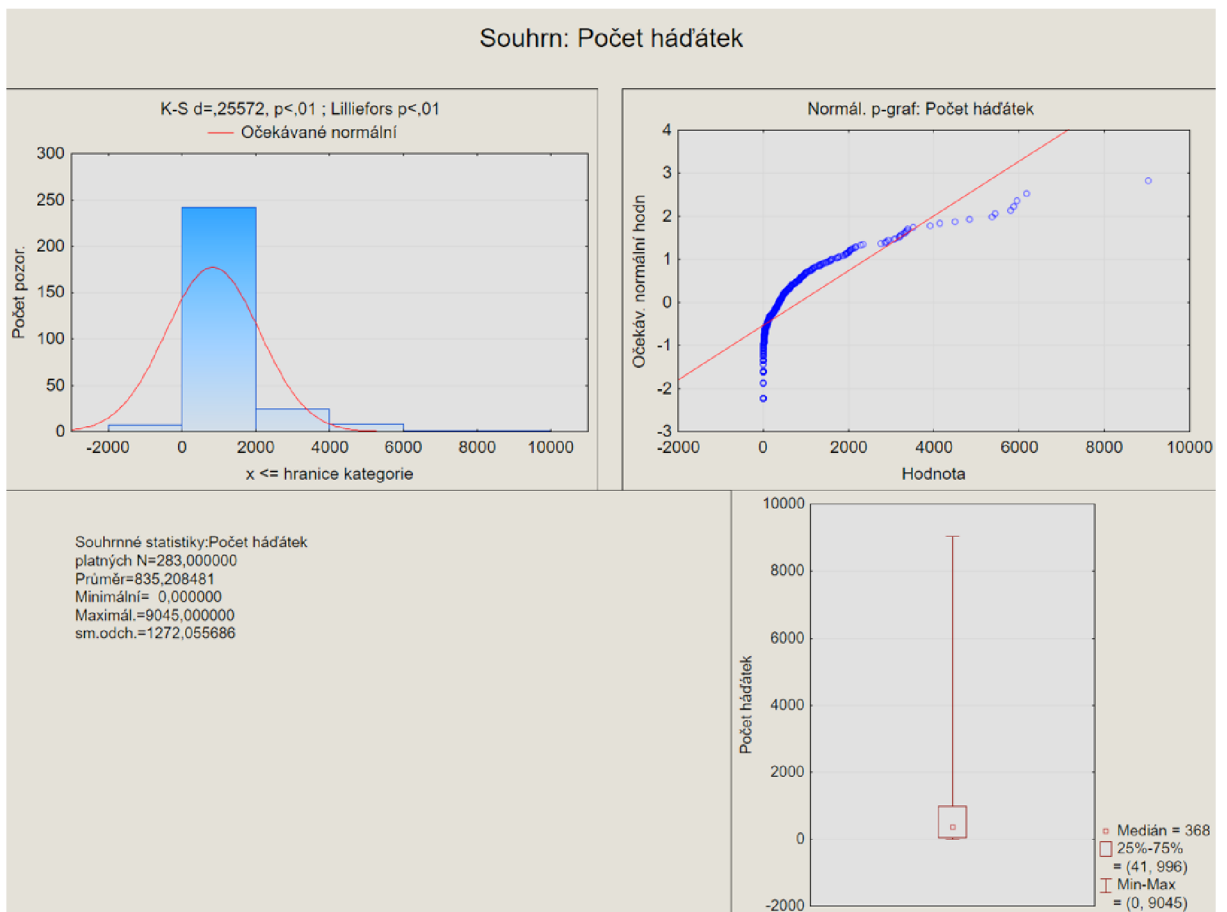 Souhrn: Počet háďátek
K-S d=,25572, p<,01 ; Lilliefors p<,01
Očekávané normální
300
250
200
150
100
50
0
Počet pozor.
-2000 0 2000 4000 6000 8000 10000
x <= hranice kategorie
Normál. p-graf: Počet háďátek
4
3
2
1
0
-1
-2
-3
Očekáv. normální hodn
-2000 0 2000 4000 6000 8000 10000
Hodnota
Souhrnné statistiky:Počet háďátek
platných N=283,000000
Průměr=835,208481
Minimální= 0,000000
Maximál.=9045,000000
sm.odch.=1272,055686
10000
8000
6000
4000
2000
0
-2000
Počet háďátek
Medián = 368
25%-75%
= (41, 996)
Min-Max
= (0, 9045)